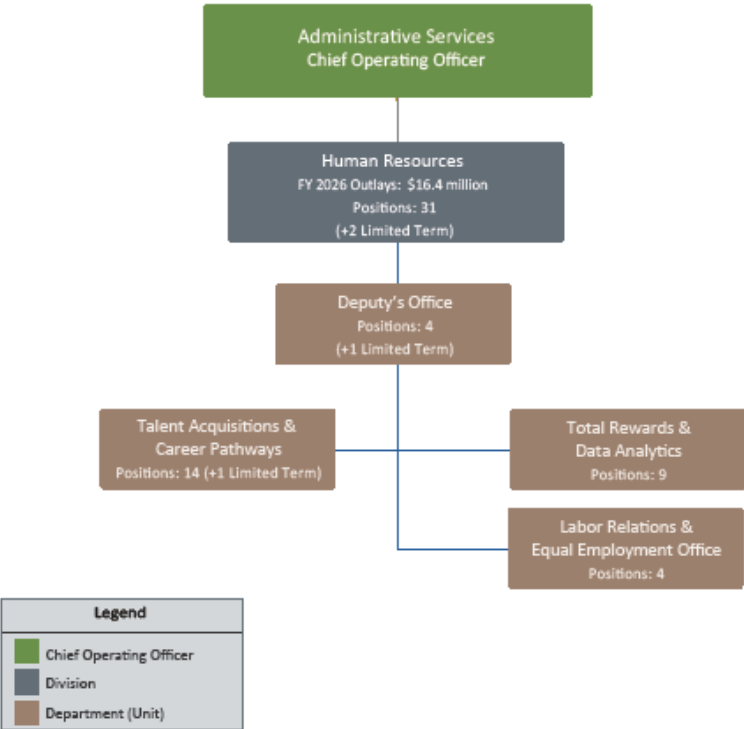 Administrative Services
Chief Operating Officer
Human Resources
FY 2026 Outlays: $16.4 million
Positions: 31
(+2 Limited Term)
Deputy's Office
Positions: 4
(+1 Limited Term)
Talent Acquisitions &
Career Pathways
Positions: 14 (+1 Limited Term)
Total Rewards &
Data Analytics
Positions: 9
Labor Relations &
Equal Employment Office
Positions: 4
Legend
Chief Operating Officer
Division
Department (Unit)